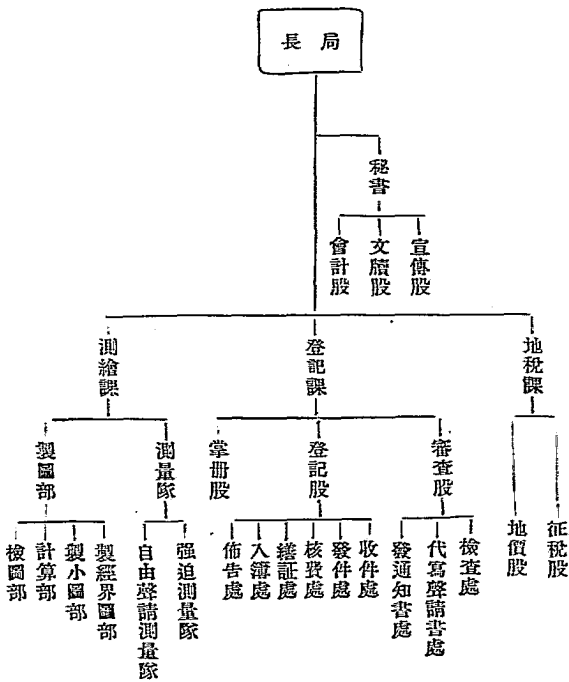 局長
秘書
宣傳股
文牘股
會計股
地稅課
登記課
測繪課
征稅股
地價股
審查股
登記股
掌册股
測量隊
製圖部
檢查處
代寫聲請書處
發通知書處
收件處
發件處
核費處
繕証處
入簿處
佈告處
强迫測量隊
自由聲請測量隊
製經界圖部
製小圖部
計算部
檢圖部